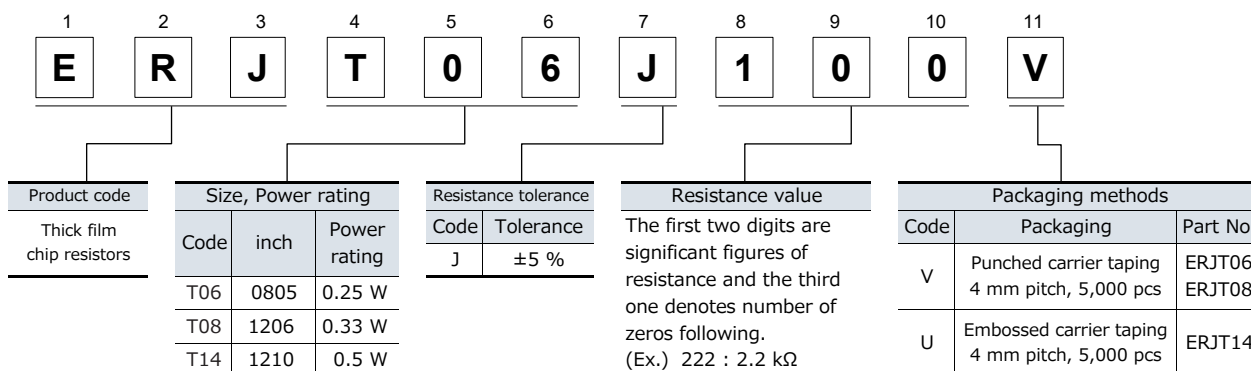 1 2 3 4 5 6 7 8 9 10 11
E R J T 0 6 J 1 0 0 V
Product code
Thick film
chip resistors
Size, Power rating
Code inch Power rating
T06 0805 0.25 W
T08 1206 0.33 W
T14 1210 0.5 W
Resistance tolerance
Code Tolerance
J ±5 %
Resistance value
The first two digits are
significant figures of
resistance and the third
one denotes number of
zeros following.
(Ex.) 222 : 2.2 kΩ
Packaging methods
Code Packaging Part No
V Punched carrier taping ERJT06
4 mm pitch, 5,000 pcs ERJT08
U Embossed carrier taping ERJT14
4 mm pitch, 5,000 pcs